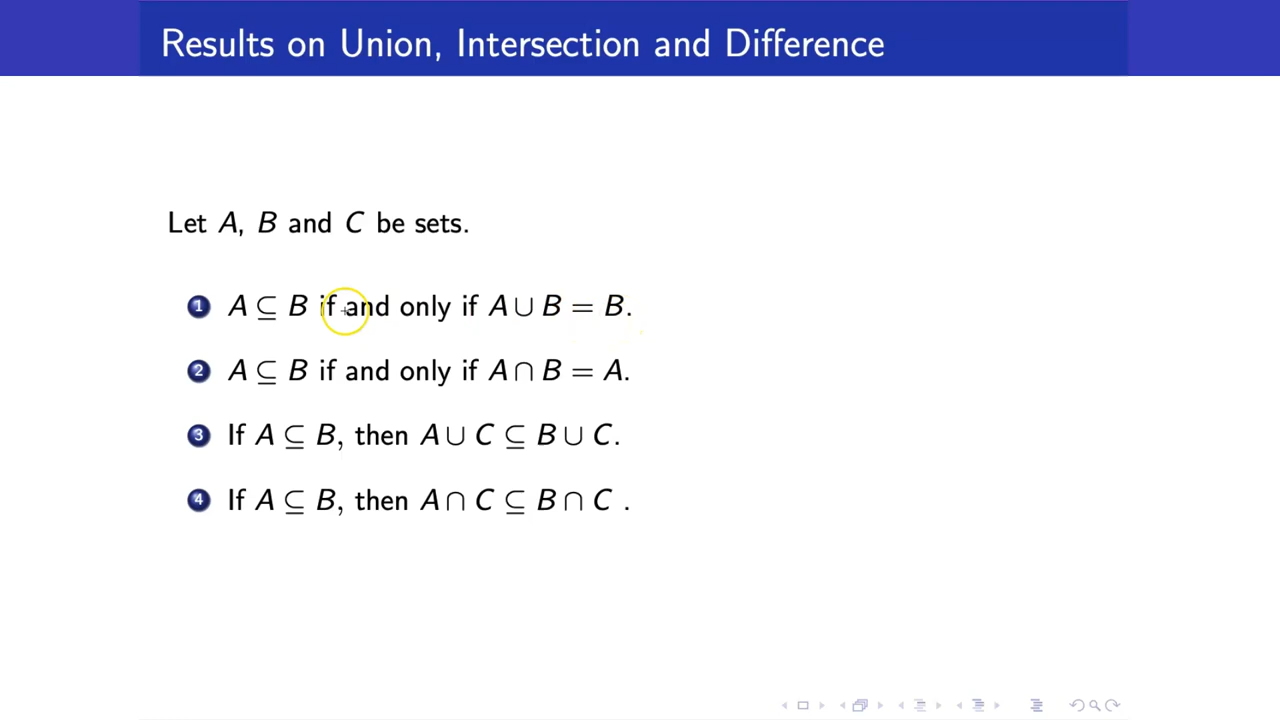 Results on Union, Intersection and Difference
Let A, B and C be sets.
1 A ⊆ B if and only if A ∪ B = B.
2 A ⊆ B if and only if A ∩ B = A.
3 If A ⊆ B, then A ∪ C ⊆ B ∪ C.
4 If A ⊆ B, then A ∩ C ⊆ B ∩ C .